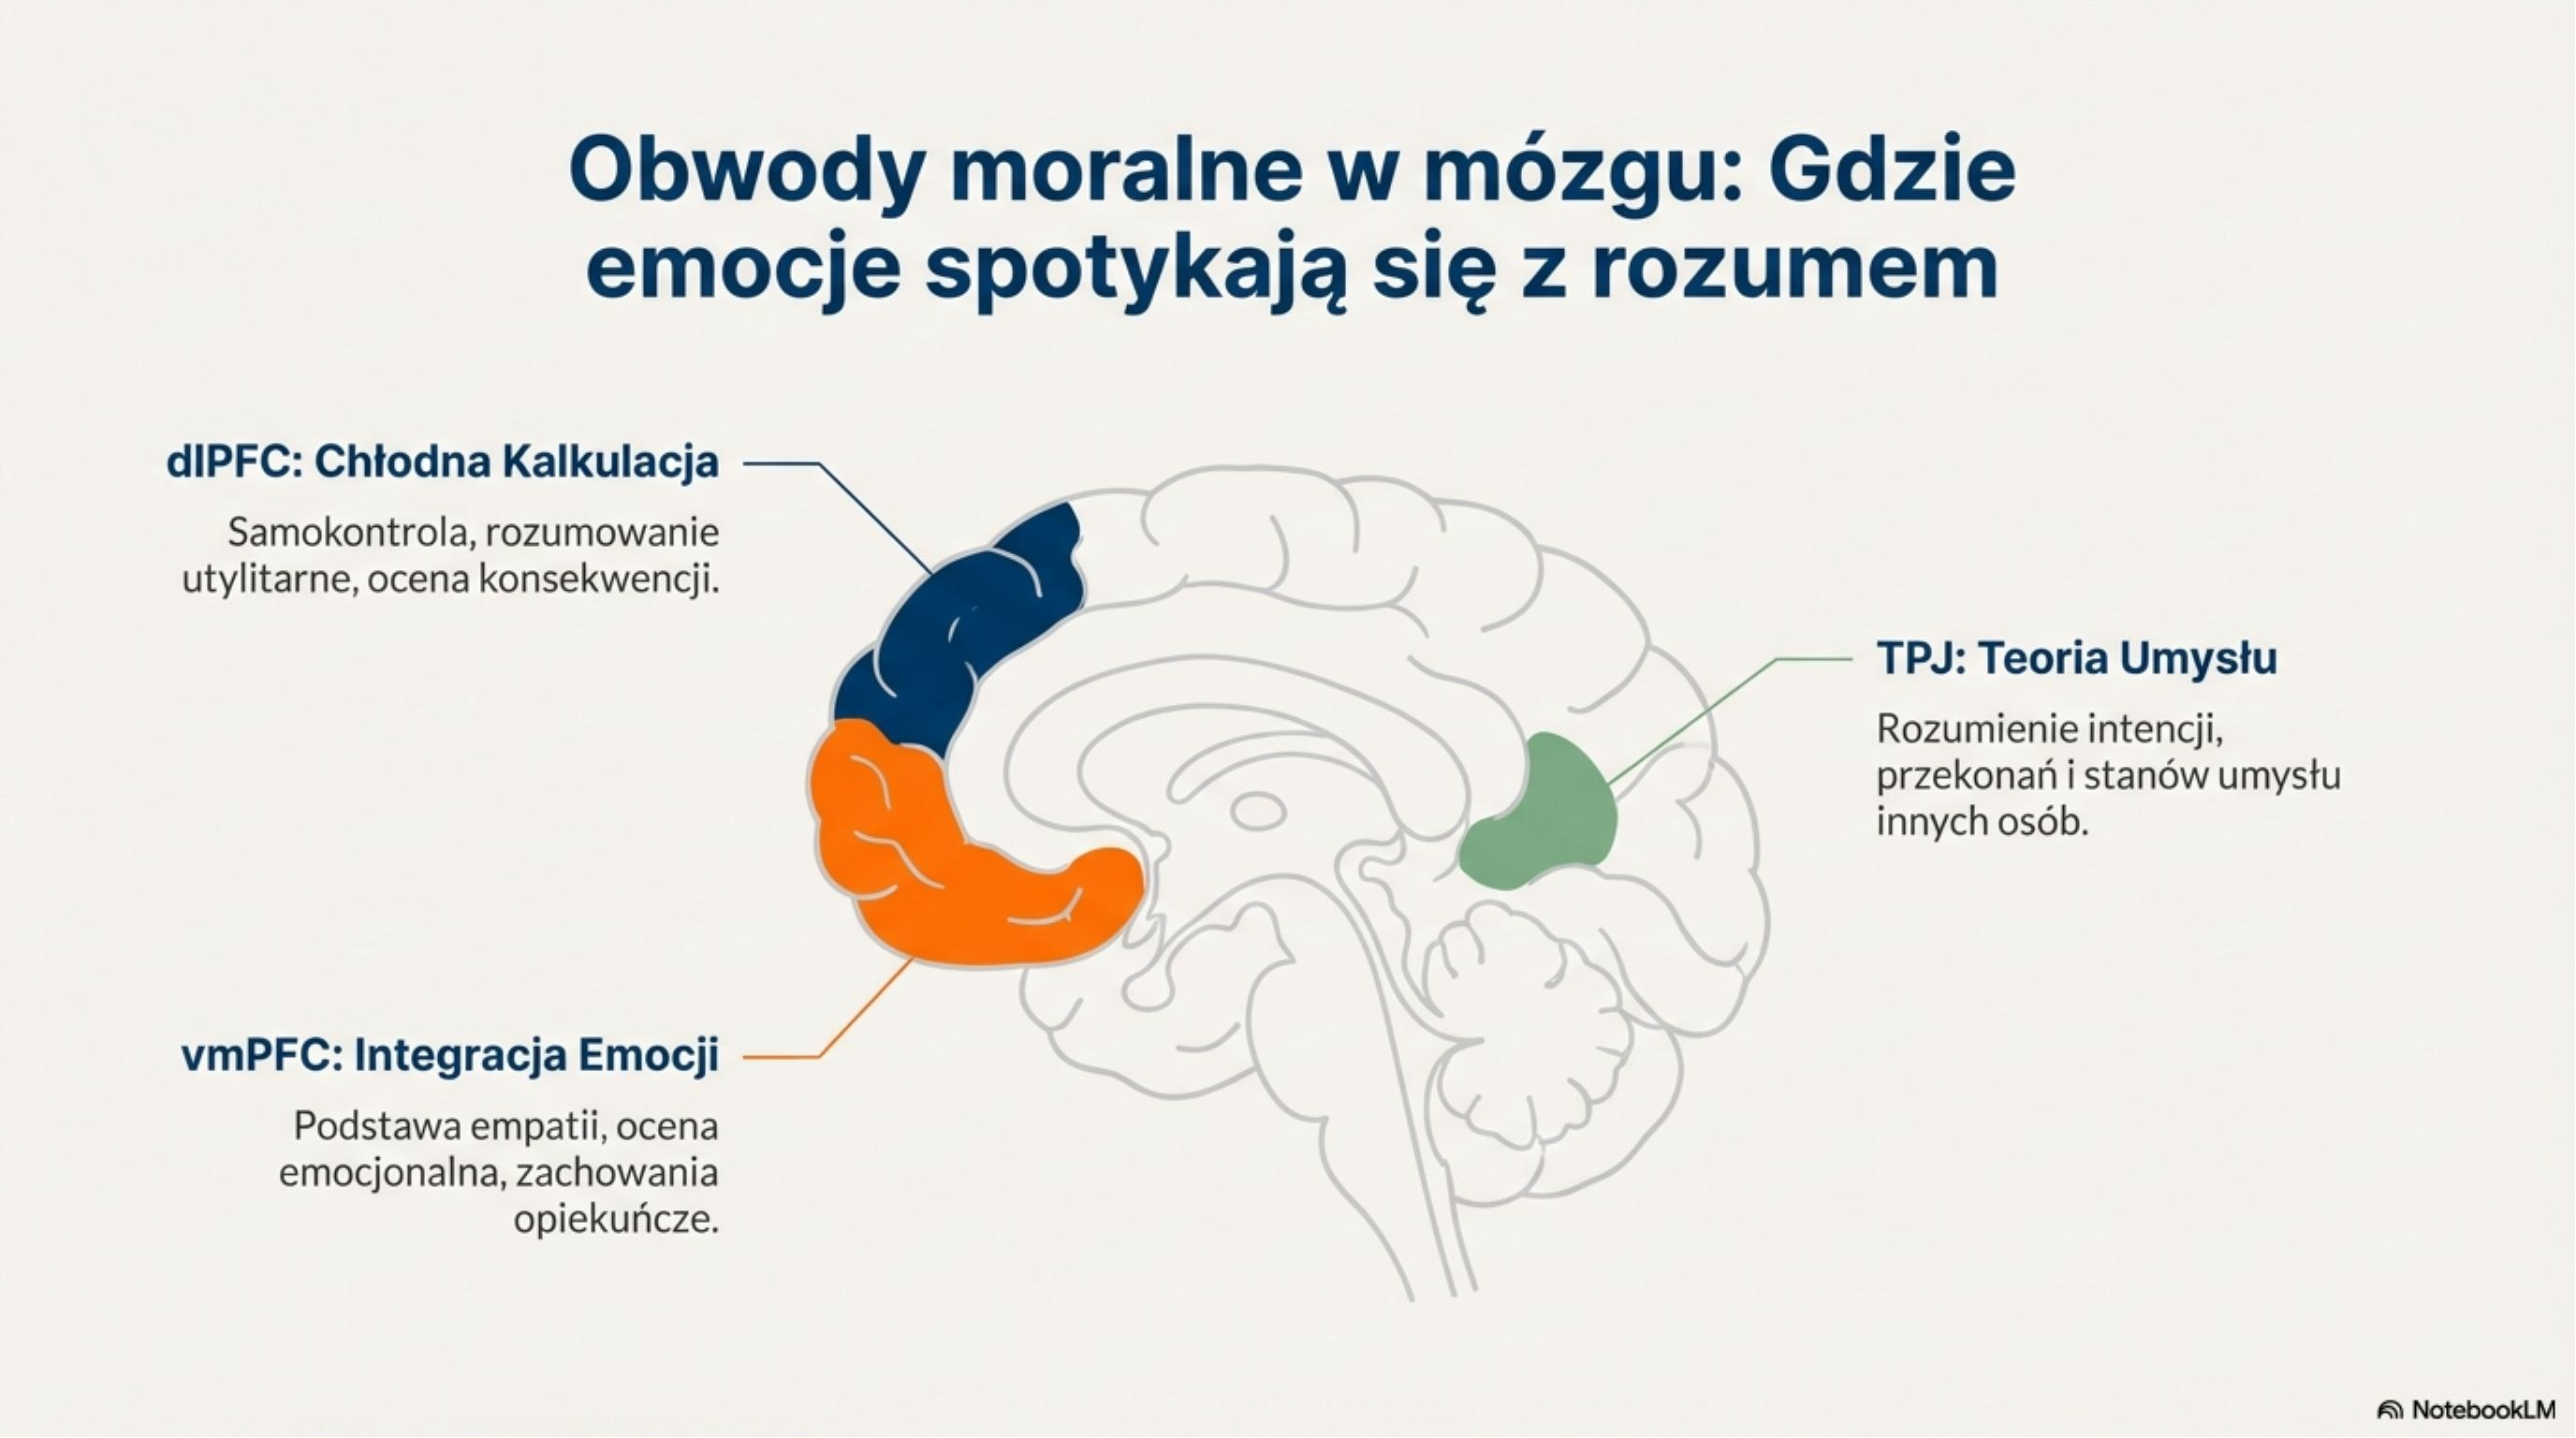 Obwody moralne w mózgu: Gdzie
emocje spotykają się z rozumem
dlPFC: Chłodna Kalkulacja
Samokontrola, rozumowanie
utylitarne, ocena konsekwencji.
TPJ: Teoria Umysłu
Rozumienie intencji,
przekonań i stanów umysłu
innych osób.
vmPFC: Integracja Emocji
Podstawa empatii, ocena
emocjonalna, zachowania
opiekuńcze.
NotebookLM